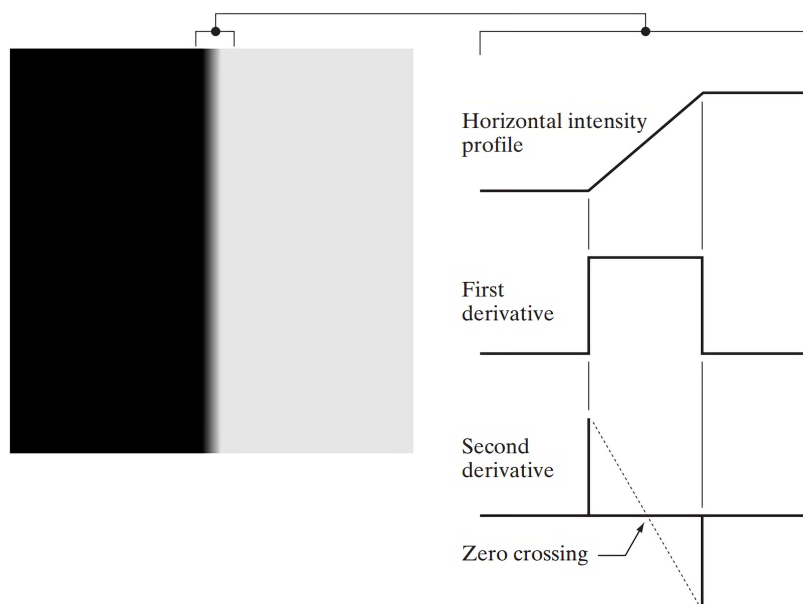 Horizontal intensity
profile
First
derivative
Second
derivative
Zero crossing